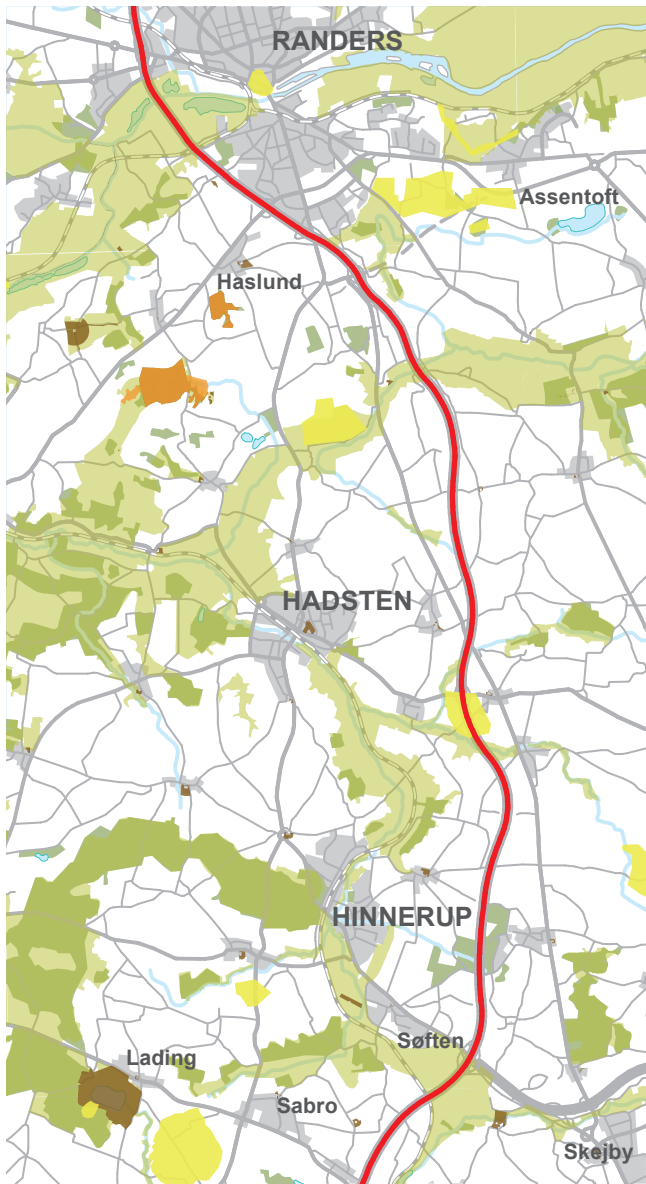 RANDERS
Assentoft
Haslund
HADSTEN
HINNERUP
Søften
Lading
Sabro
Skejby